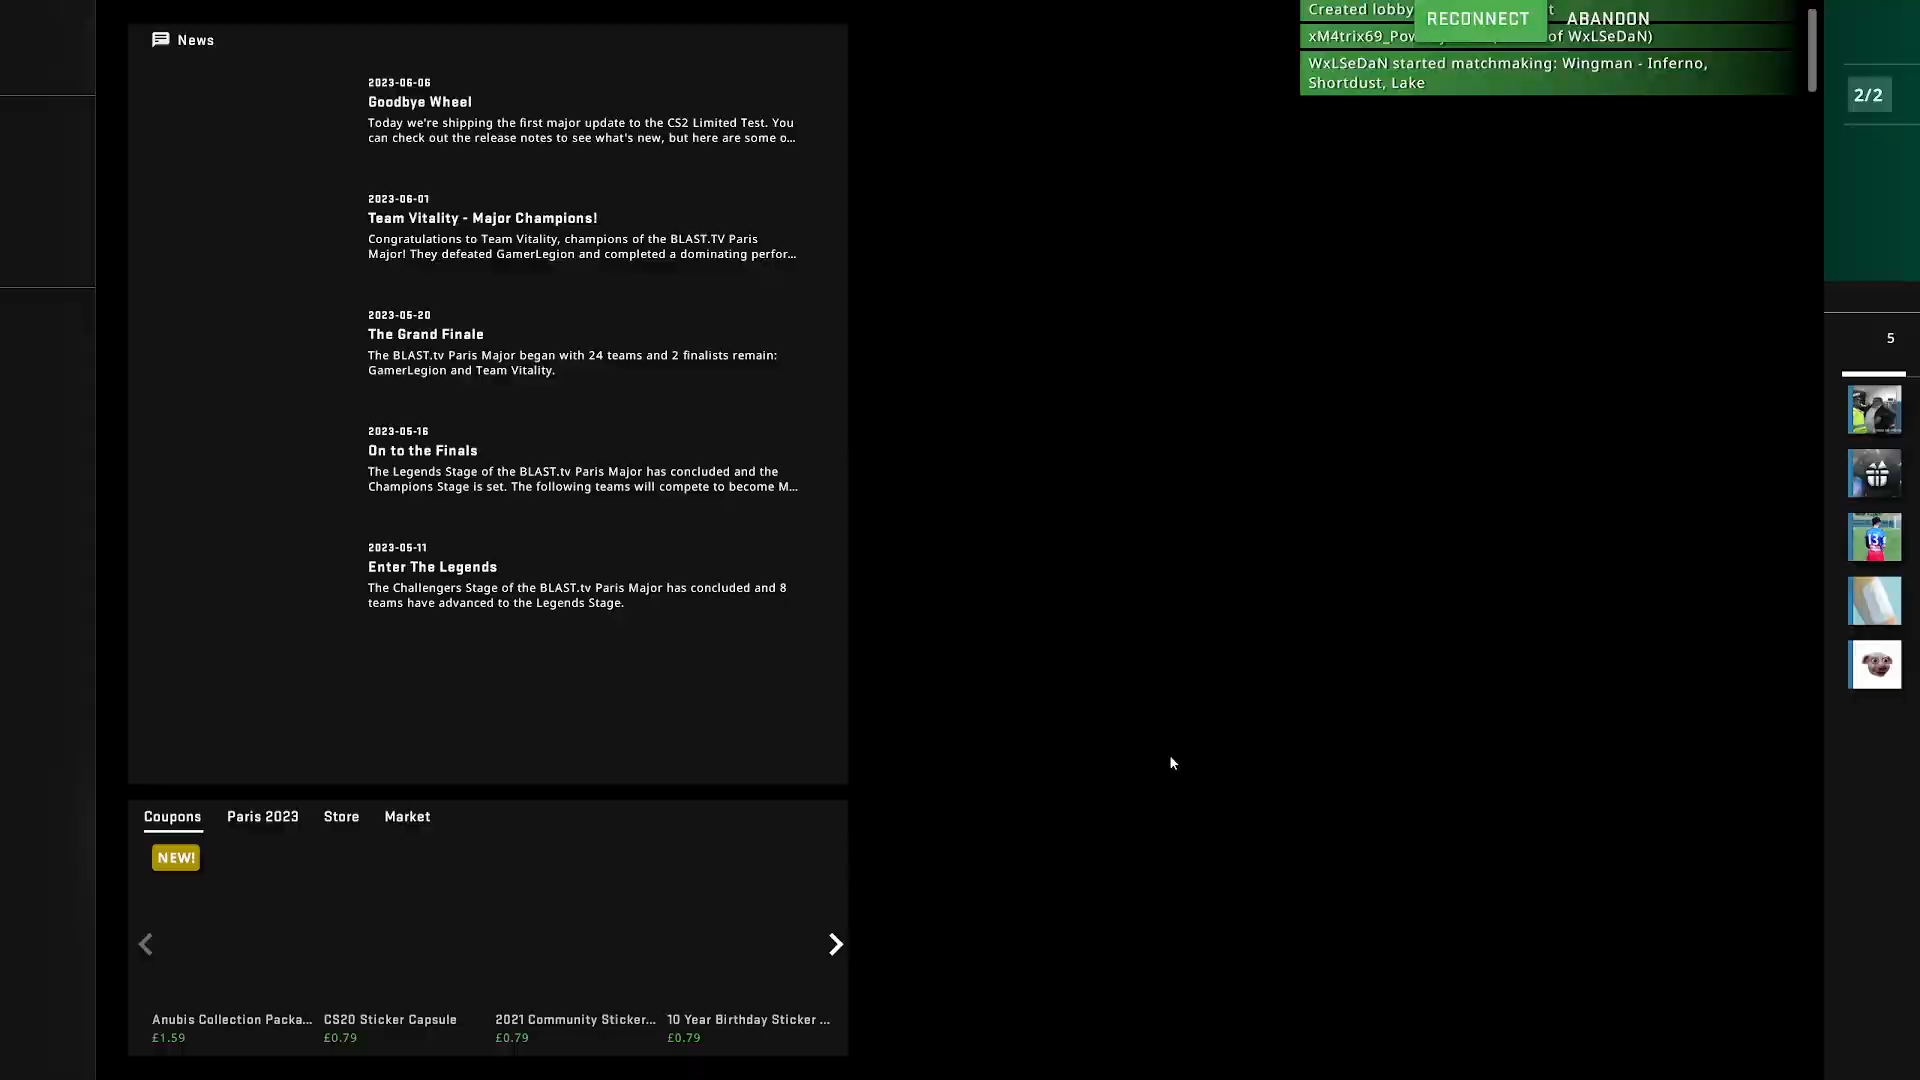 News
2023-06-06
Goodbye Wheel
Today we're shipping the first major update to the CS2 Limited Test. You
can check out the release notes to see what's new, but here are some o...
2023-06-01
Team Vitality - Major Champions!
Congratulations to Team Vitality, champions of the BLAST.TV Paris
Major! They defeated GamerLegion and completed a dominating perfor...
2023-05-20
The Grand Finale
The BLAST.tv Paris Major began with 24 teams and 2 finalists remain:
GamerLegion and Team Vitality.
2023-05-16
On to the Finals
The Legends Stage of the BLAST.tv Paris Major has concluded and the
Champions Stage is set. The following teams will compete to become M...
2023-05-11
Enter The Legends
The Challengers Stage of the BLAST.tv Paris Major has concluded and 8
teams have advanced to the Legends Stage.
Coupons Paris 2023 Store Market
NEW!
Anubis Collection Packa... CS20 Sticker Capsule 2021 Community Sticker... 10 Year Birthday Sticker ...
£1.59 £0.79 £0.79 £0.79
Created lobby
RECONNECT ABANDON
xM4trix69_Pow of WxLSeDaN)
WxLSeDaN started matchmaking: Wingman - Inferno,
Shortdust, Lake
2/2
5
13